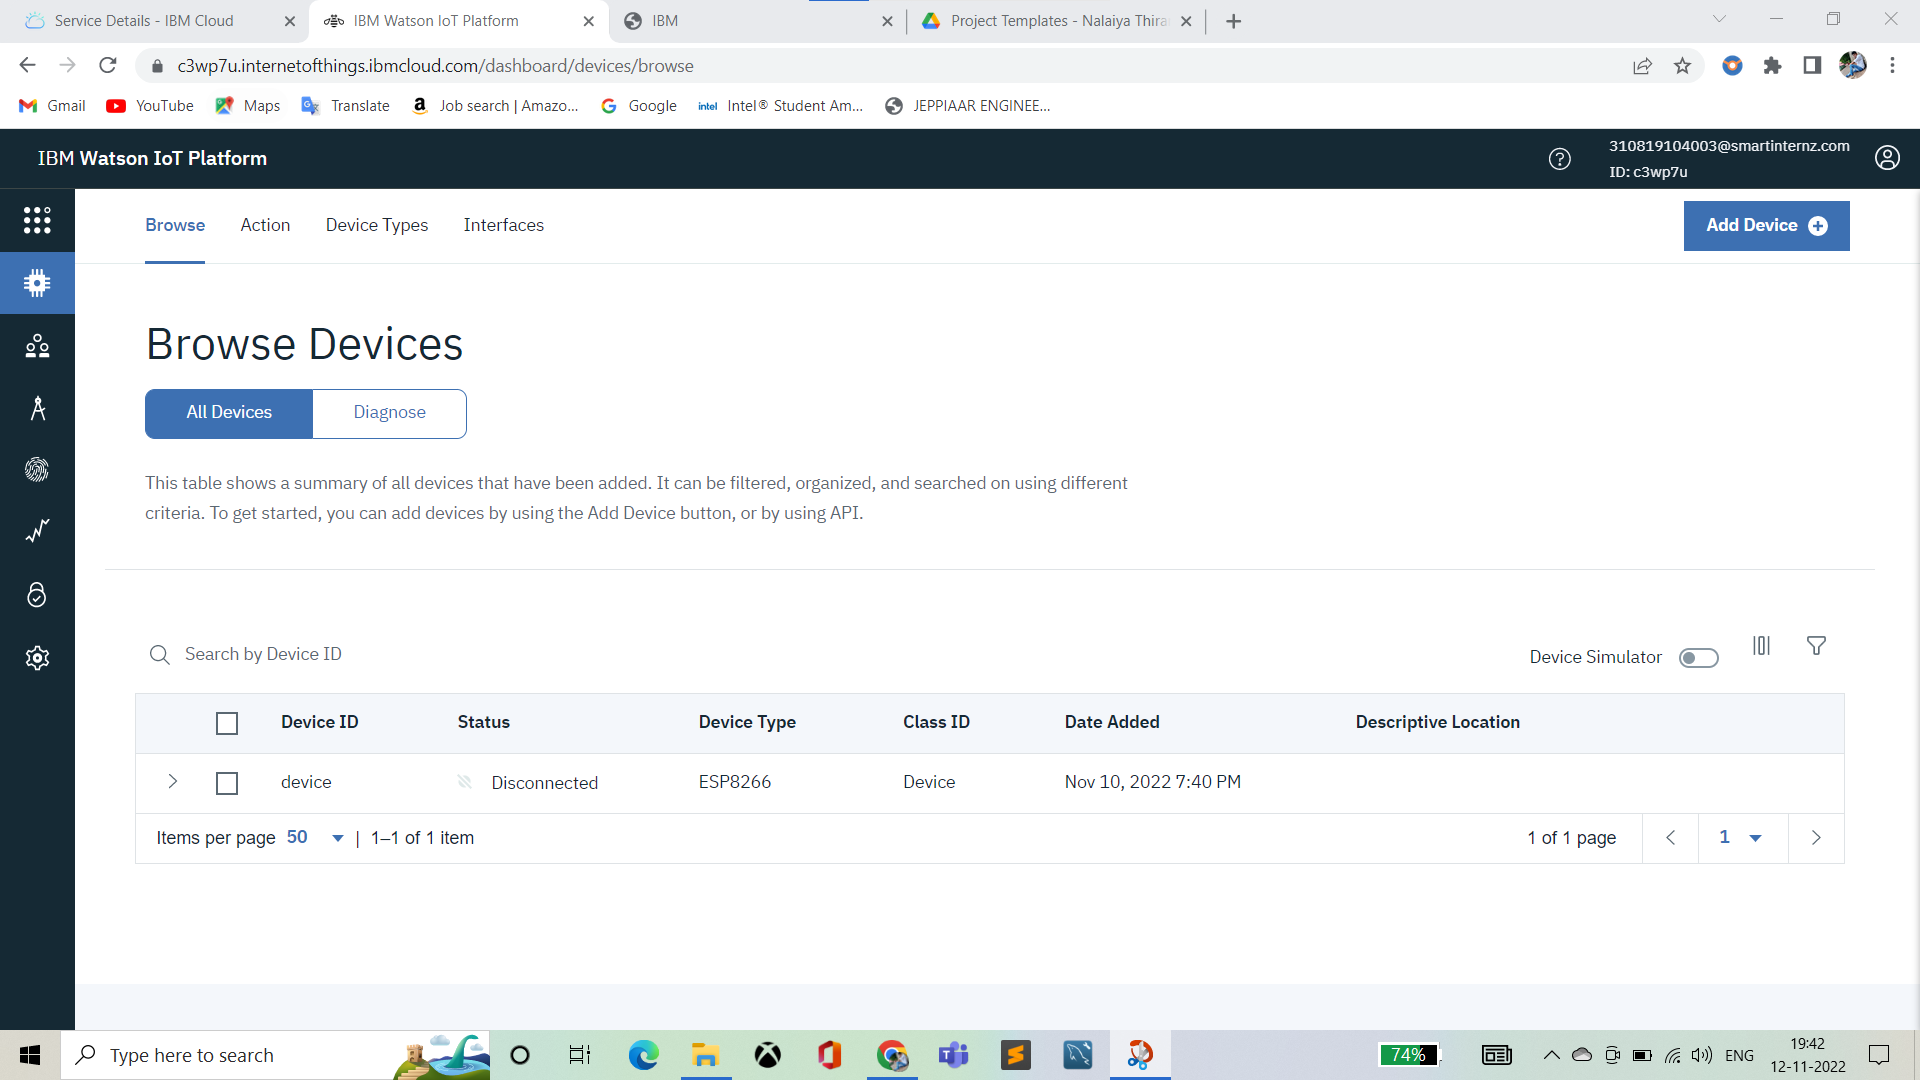 Service Details - IBM Cloud
IBM Watson IoT Platform
IBM
Project Templates - Nalaiya Thira
c3wp7u.internetofthings.ibmcloud.com/dashboard/devices/browse
Gmail
YouTube
Maps
Translate
Job search | Amazo...
Google
Intel® Student Am...
JEPPIAAR ENGINEE...
IBM Watson IoT Platform
310819104003@smartinternz.com
ID: c3wp7u
Browse
Action
Device Types
Interfaces
Add Device
Browse Devices
All Devices
Diagnose
This table shows a summary of all devices that have been added. It can be filtered, organized, and searched on using different
criteria. To get started, you can add devices by using the Add Device button, or by using API.
Search by Device ID
Device Simulator
Device ID Status Device Type Class ID Date Added Descriptive Location
device Disconnected ESP8266 Device Nov 10, 2022 7:40 PM
Items per page 50 | 1–1 of 1 item
1 of 1 page
1
Type here to search
74%
ENG
19:42
12-11-2022